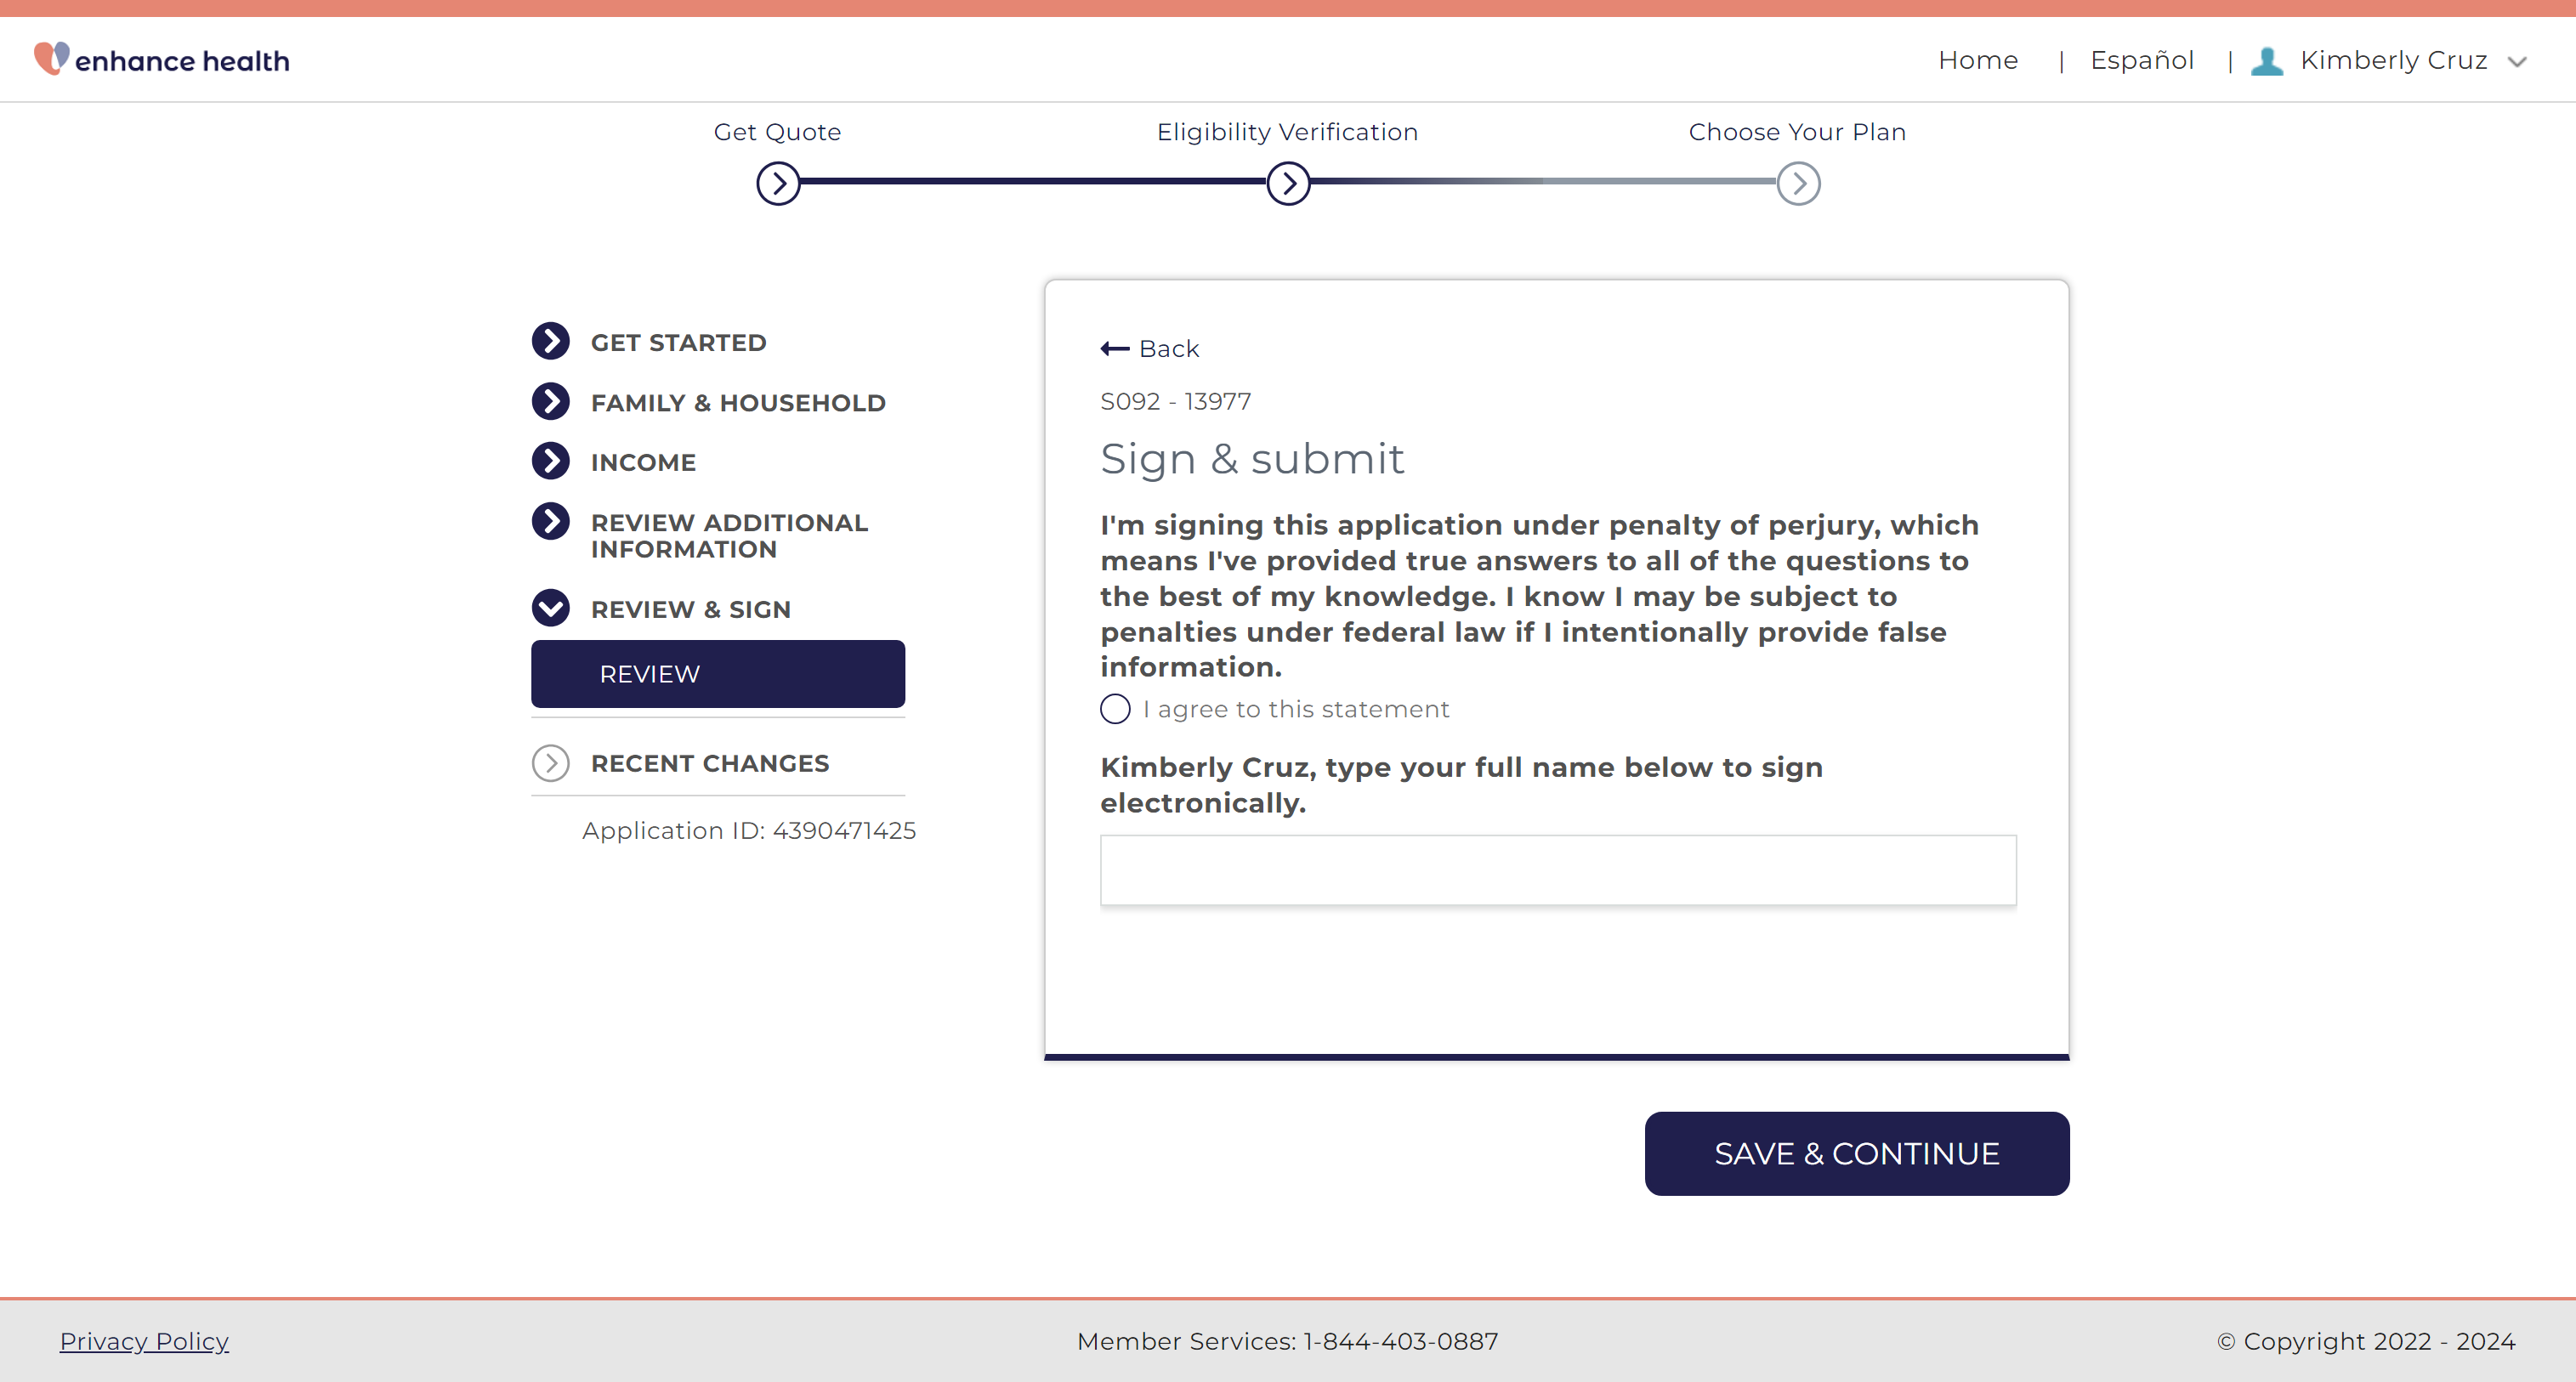 enhance health
Home | Español | Kimberly Cruz
Get Quote
Eligibility Verification
Choose Your Plan
GET STARTED
FAMILY & HOUSEHOLD
INCOME
REVIEW ADDITIONAL
INFORMATION
REVIEW & SIGN
REVIEW
RECENT CHANGES
Application ID: 4390471425
Back
S092 - 13977
Sign & submit
I'm signing this application under penalty of perjury, which
means I've provided true answers to all of the questions to
the best of my knowledge. I know I may be subject to
penalties under federal law if I intentionally provide false
information.
I agree to this statement
Kimberly Cruz, type your full name below to sign
electronically.
SAVE & CONTINUE
Privacy Policy
Member Services: 1-844-403-0887
© Copyright 2022 - 2024